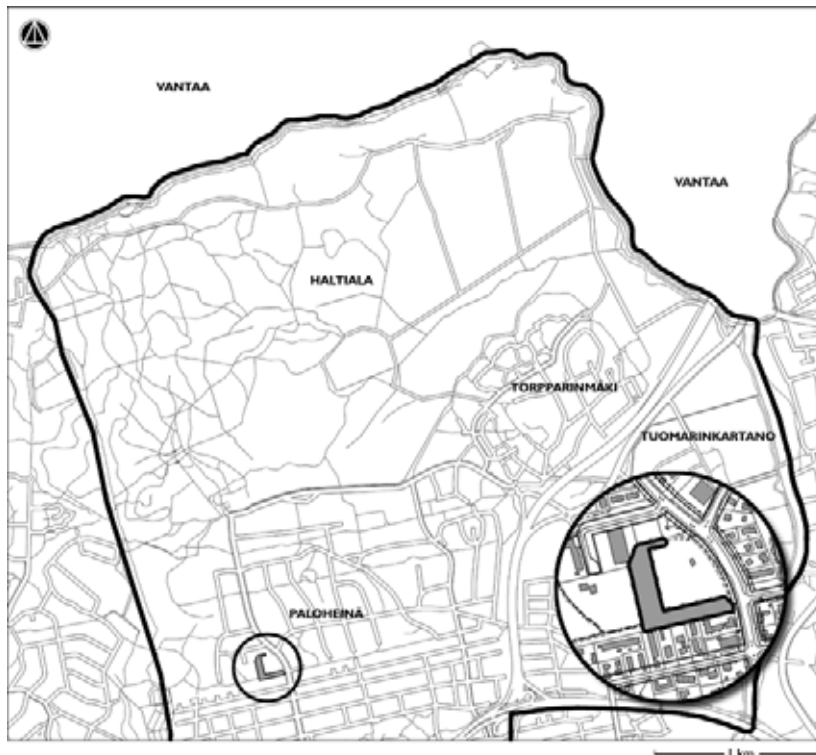 VANTAA
VANTAA
HALTIALA
TORPPARINMÄKI
TUOMARINKARTANO
PALOHEINÄ
1 km